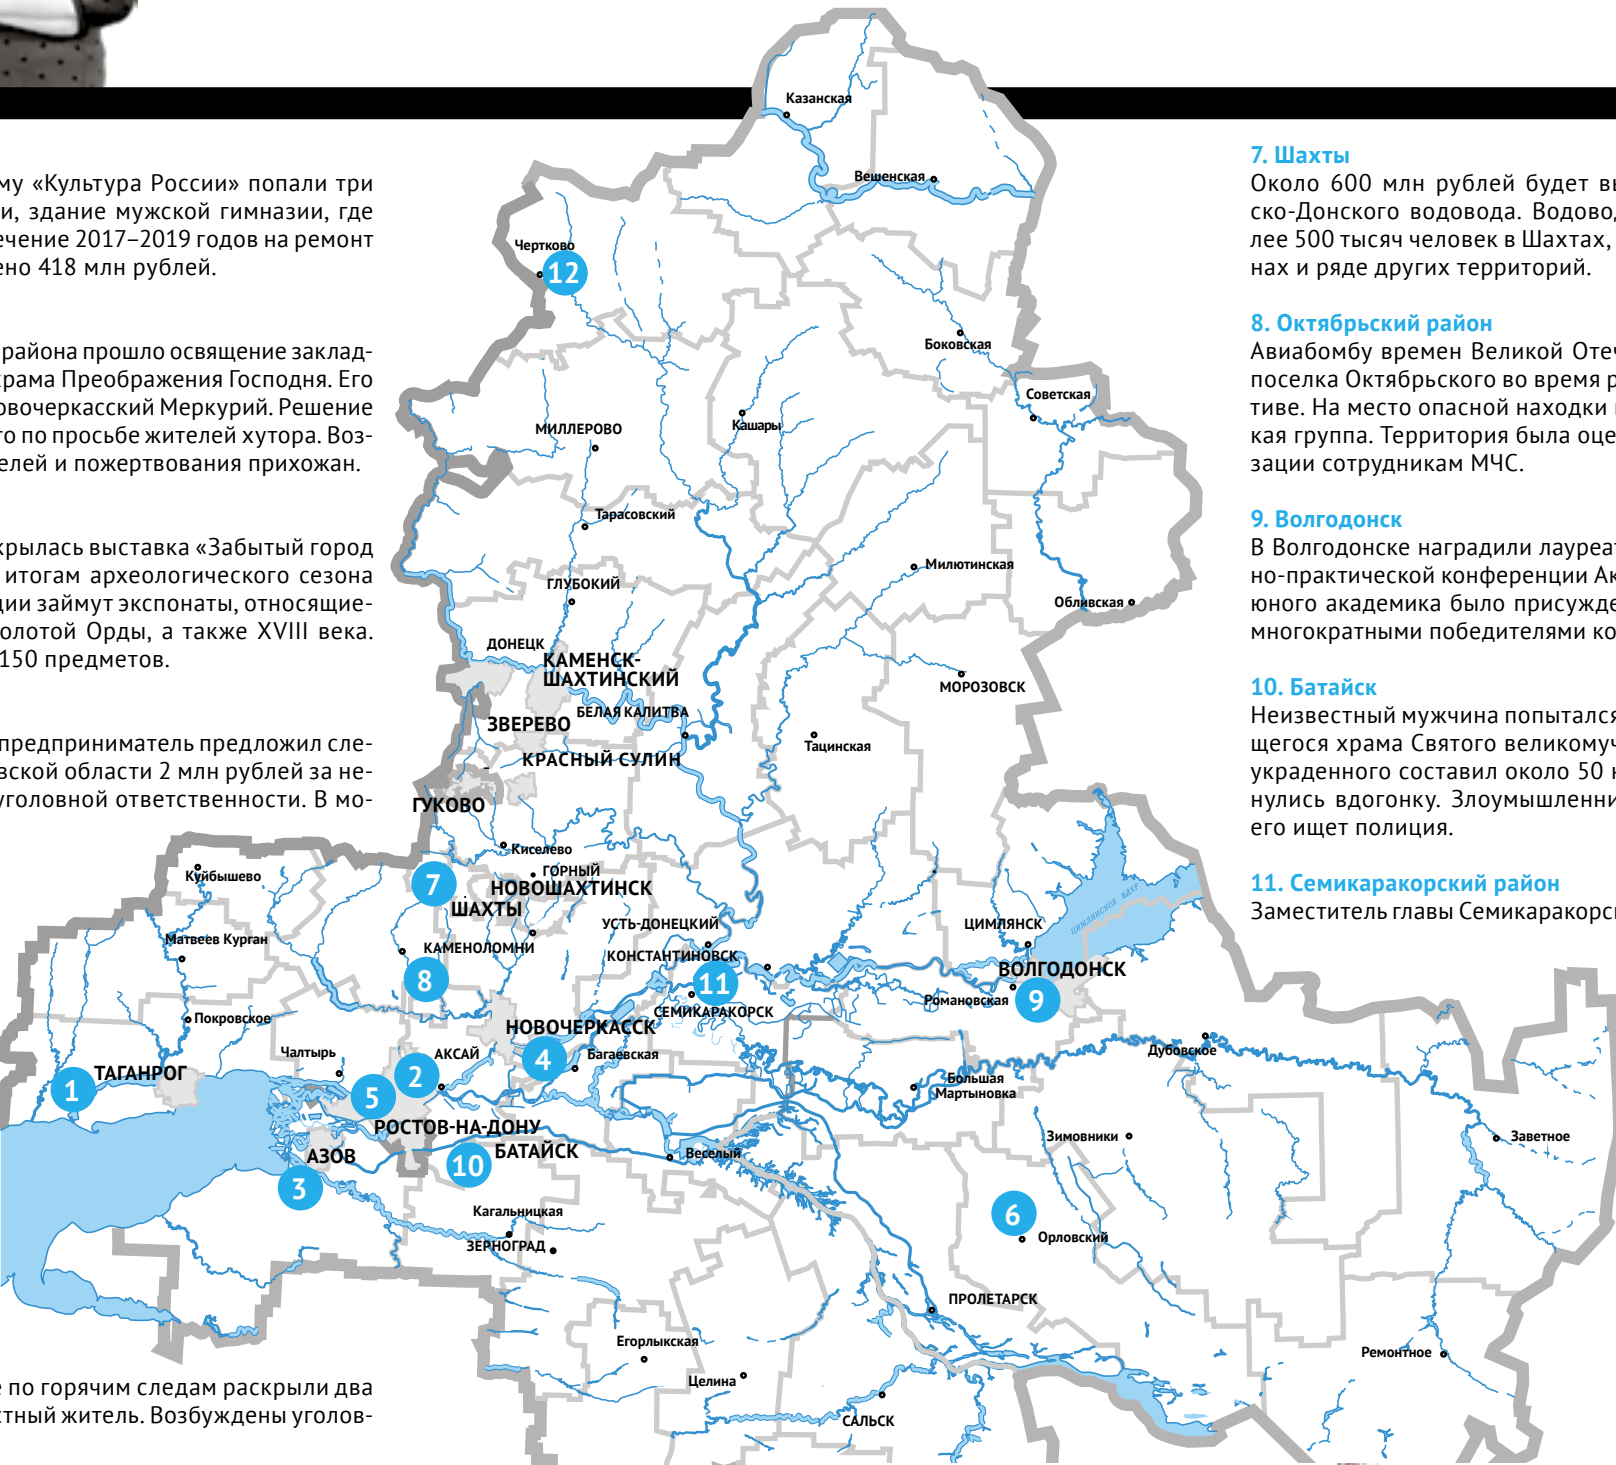 му «Культура России» попали три
и, здание мужской гимназии, где
ечение 2017–2019 годов на ремонт
ено 418 млн рублей.
района прошло освящение заклад-
храма Преображения Господня. Его
овочеркасский Меркурий. Решение
то по просьбе жителей хутора. Воз-
елей и пожертвования прихожан.
крылась выставка «Забытый город
итогам археологического сезона
ции займут экспонаты, относящие-
олотой Орды, а также XVIII века.
150 предметов.
предприниматель предложил сле-
вской области 2 млн рублей за не-
уголовной ответственности. В мо-
е по горячим следам раскрыли два
стный житель. Возбуждены уголов-
Казанская
Вешенская
Чертково
12
Боковская
Советская
Кашары
МИЛЛЕРОВО
Тарасовский
Милютинская
ГЛУБОКИЙ
Обливская
ДОНЕЦК
КАМЕНСК-
ШАХТИНСКИЙ
МОРОЗОВСК
БЕЛАЯ КАЛИТВА
ЗВЕРЕВО
Тацинская
КРАСНЫЙ СУЛИН
ГУКОВО
Киселево
Куйбышево
ГОРНЫЙ
7
НОВОШАХТИНСК
ШАХТЫ
УСТЬ-ДОНЕЦКИЙ
ЦИМЛЯНСК
ЦИМЛЯНСКОЕ ВДХР.
Матвеев Курган
КАМЕНОЛОМНИ
КОНСТАНТИНОВСК
ВОЛГОДОНСК
8
11
Романовская
9
СЕМИКАРАКОРСК
Покровское
НОВОЧЕРКАССК
Чалтырь
АКСАЙ
4
Багаевская
Дубовское
ТАГАНРОГ
1
2
5
Большая
Мартыновка
РОСТОВ-НА-ДОНУ
Зимовники
Заветное
АЗОВ
БАТАЙСК
10
Веселый
3
Кагальницкая
6
Орловский
ЗЕРНОГРАД
ПРОЛЕТАРСК
Егорлыкская
Ремонтное
Целина
САЛЬСК
7. Шахты
Около 600 млн рублей будет вы
ско-Донского водовода. Водовод
лее 500 тысяч человек в Шахтах,
нах и ряде других территорий.
8. Октябрьский район
Авиабомбу времен Великой Отеч
поселка Октябрьского во время р
тиве. На место опасной находки
кая группа. Территория была оце
зации сотрудникам МЧС.
9. Волгодонск
В Волгодонске наградили лауреат
но-практической конференции Ак
юного академика было присужде
многократными победителями ко
10. Батайск
Неизвестный мужчина попытался
щегося храма Святого великомуч
украденного составил около 50
нулись вдогонку. Злоумышленни
его ищет полиция.
11. Семикаракорский район
Заместитель главы Семикаракорс